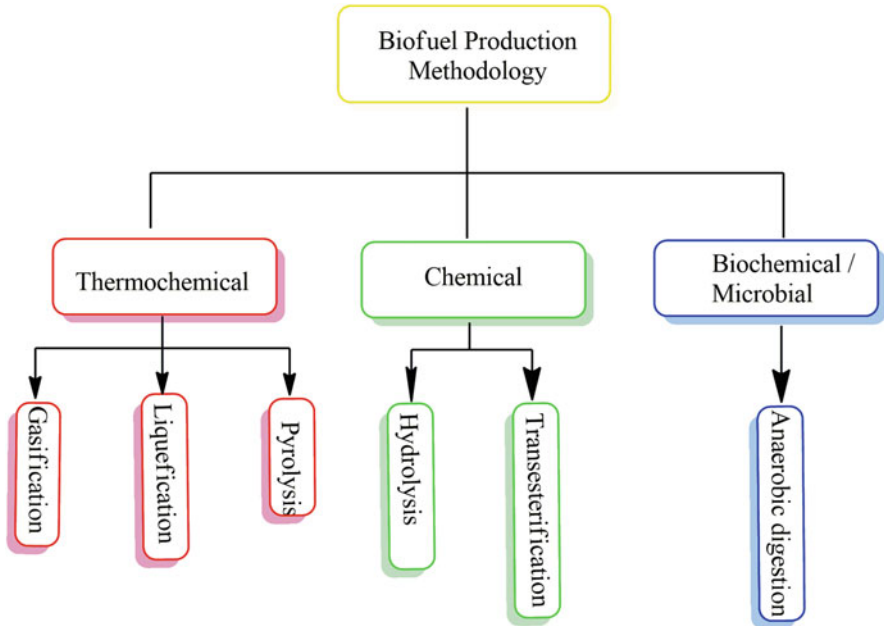 Biofuel Production
Methodology
Thermochemical
Chemical
Biochemical /
Microbial
Gasification
Liquefication
Pyrolysis
Hydrolysis
Transesterification
Anaerobic digestion